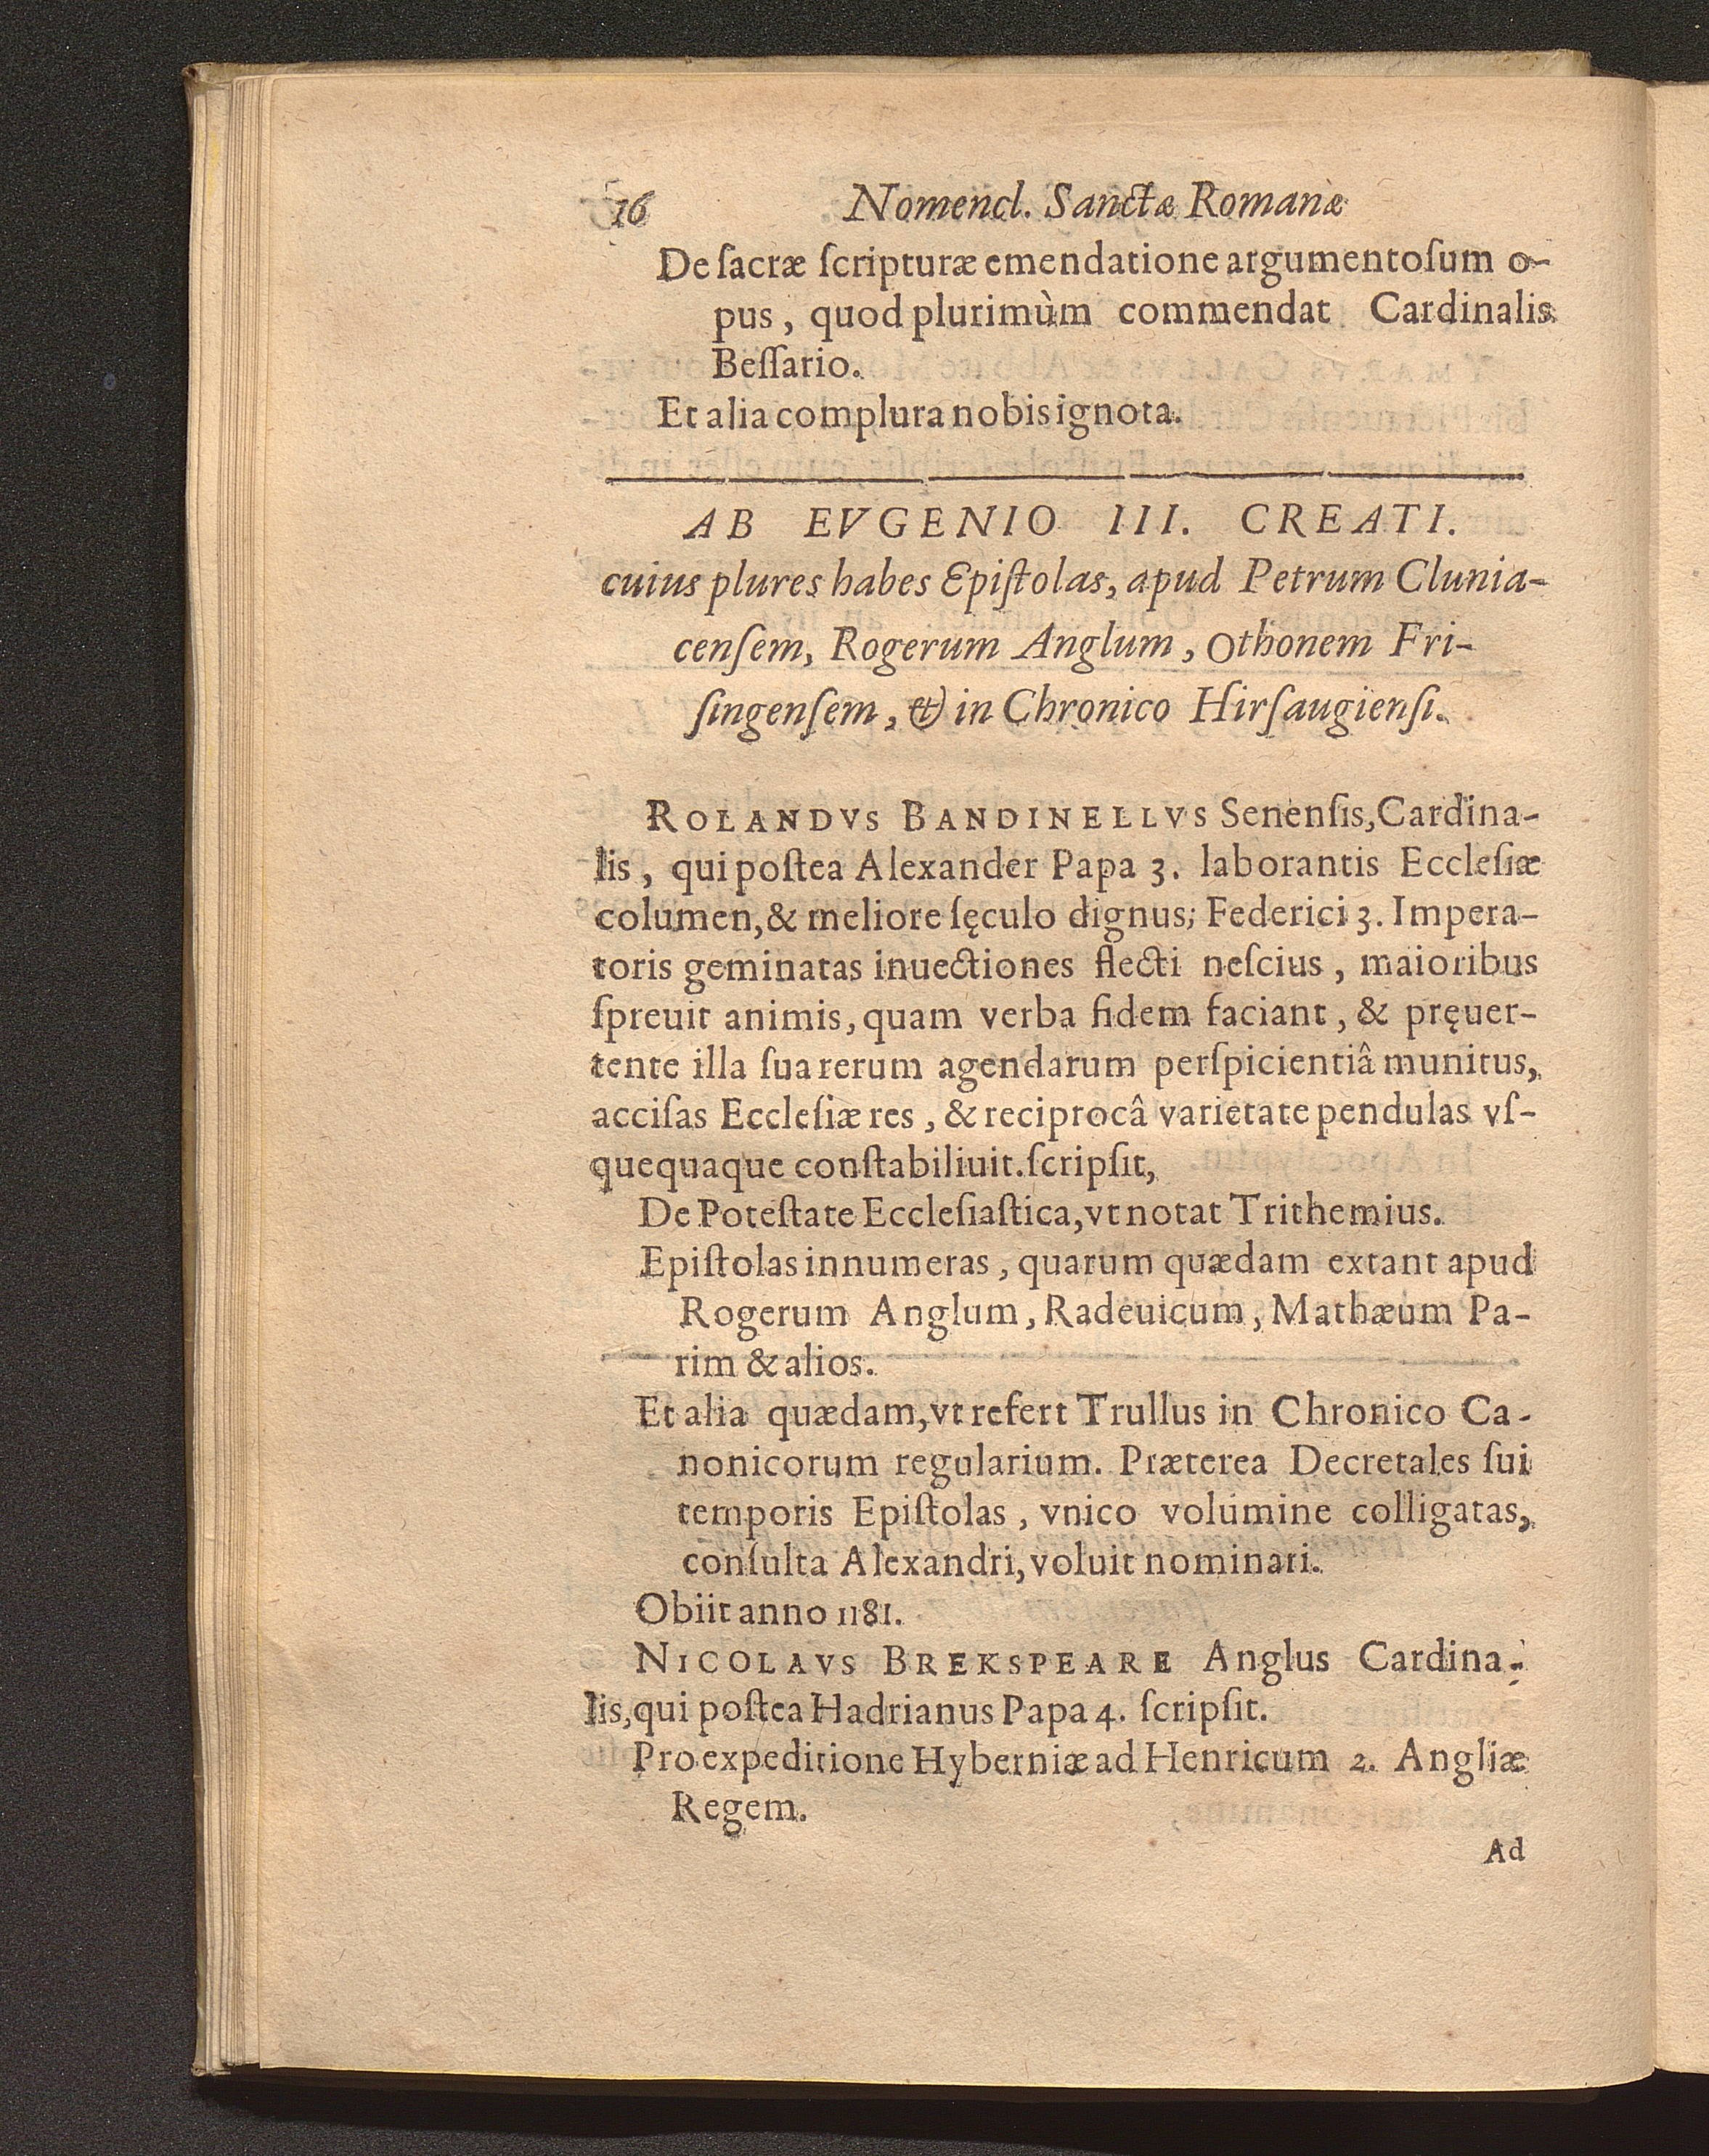 16 Nomencl. Sanctæ Romanæ
De ſacræ ſcripturæ emendatione argumentoſum o-
pus, quod plurimùm commendat Cardinalis
Beſſario.
Et alia complura nobis ignota.
AB EVGENIO III. CREATI.
cuius plures habes Epiſtolas, apud Petrum Clunia-
cenſem, Rogerum Anglum, Othonem Fri-
ſingenſem, & in Chronico Hirſaugienſi.
ROLANDVS BANDINELLVS Senenſis, Cardina-
lis, qui poſtea Alexander Papa 3. laborantis Eccleſiæ
columen, & meliore ſęculo dignus; Federici 3. Impera-
toris geminatas inuectiones flecti neſcius, maioribus
ſpreuit animis, quam verba fidem faciant, & pręuer-
tente illa ſua rerum agendarum perſpicientiâ munitus,
acciſas Eccleſiæ res, & reciprocâ varietate pendulas vſ-
quequaque conſtabiliuit. ſcripſit,
De Poteſtate Eccleſiaſtica, vt notat Trithemius.
Epiſtolas innumeras, quarum quædam extant apud
Rogerum Anglum, Radeuicum, Mathæum Pa-
rim & alios.
Et alia quædam, vt refert Trullus in Chronico Ca-
nonicorum regularium. Præterea Decretales ſui
temporis Epiſtolas, vnico volumine colligatas,
conſulta Alexandri, voluit nominari.
Obiit anno 1181.
NICOLAVS BREKSPEARE Anglus Cardina-
lis, qui poſtea Hadrianus Papa 4. ſcripſit.
Pro expeditione Hyberniæ ad Henricum 2. Angliæ
Regem.
Ad